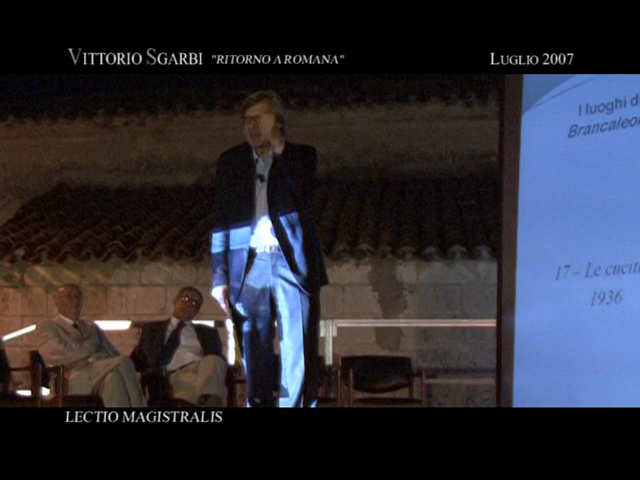 VITTORIO SGARBI "RITORNO A ROMANA"
LUGLIO 2007
I luoghi d
Brancaleo
17 – Le cucit
1936
LECTIO MAGISTRALIS